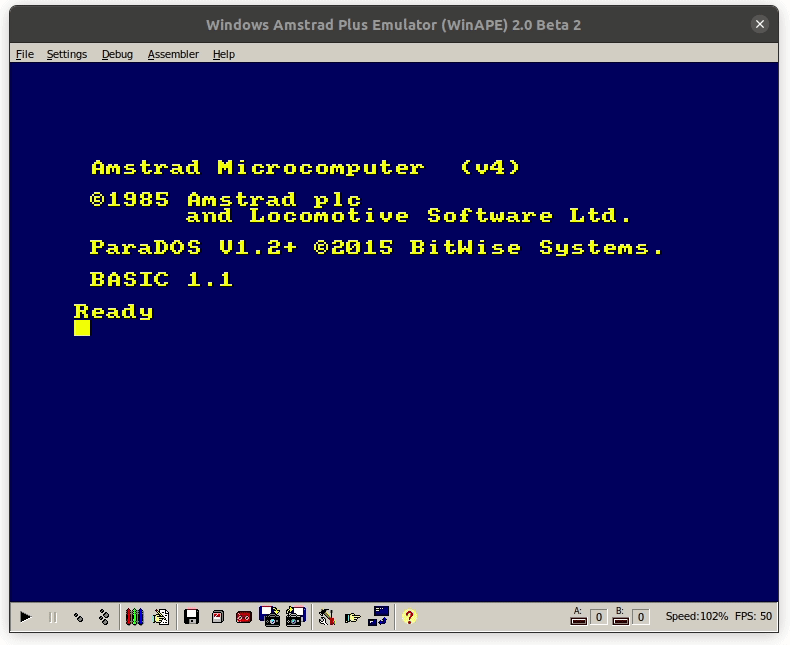 Windows Amstrad Plus Emulator (WinAPE) 2.0 Beta 2
File Settings Debug Assembler Help
Amstrad Microcomputer (v4)
©1985 Amstrad plc
and Locomotive Software Ltd.
ParaDOS V1.2+ ©2015 BitWise Systems.
BASIC 1.1
Ready
A: 0 B: 0 Speed:102% FPS: 50